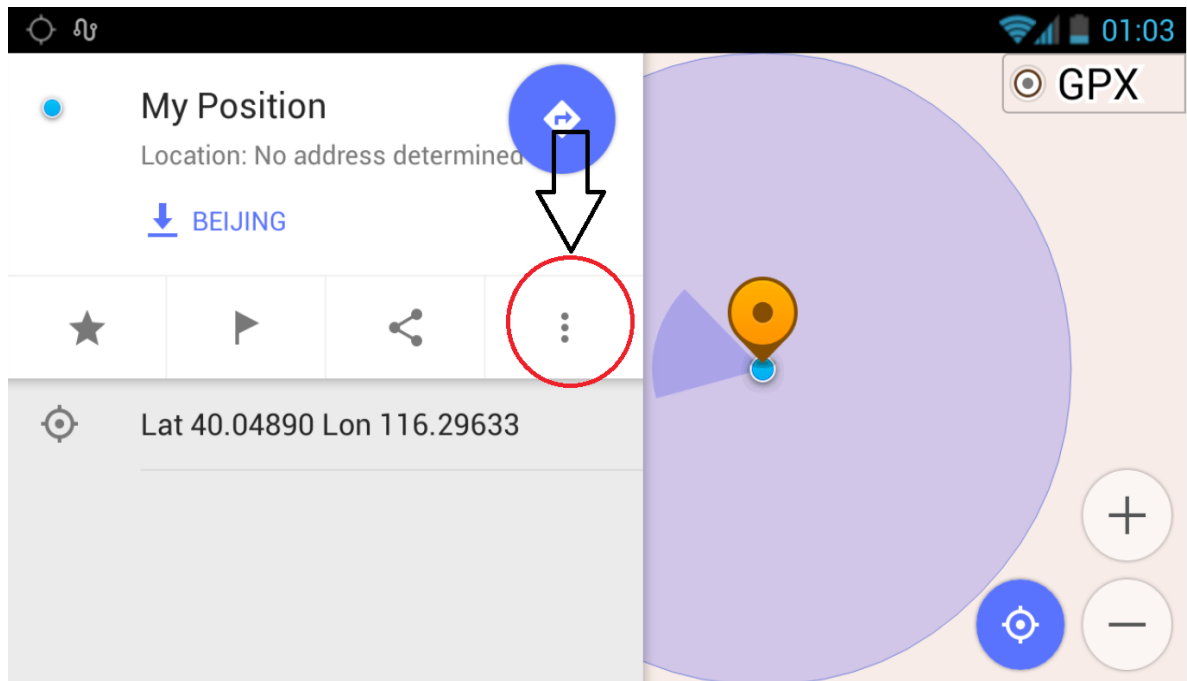 01:03
My Position
Location: No address determined
BEIJING
Lat 40.04890 Lon 116.29633
GPX